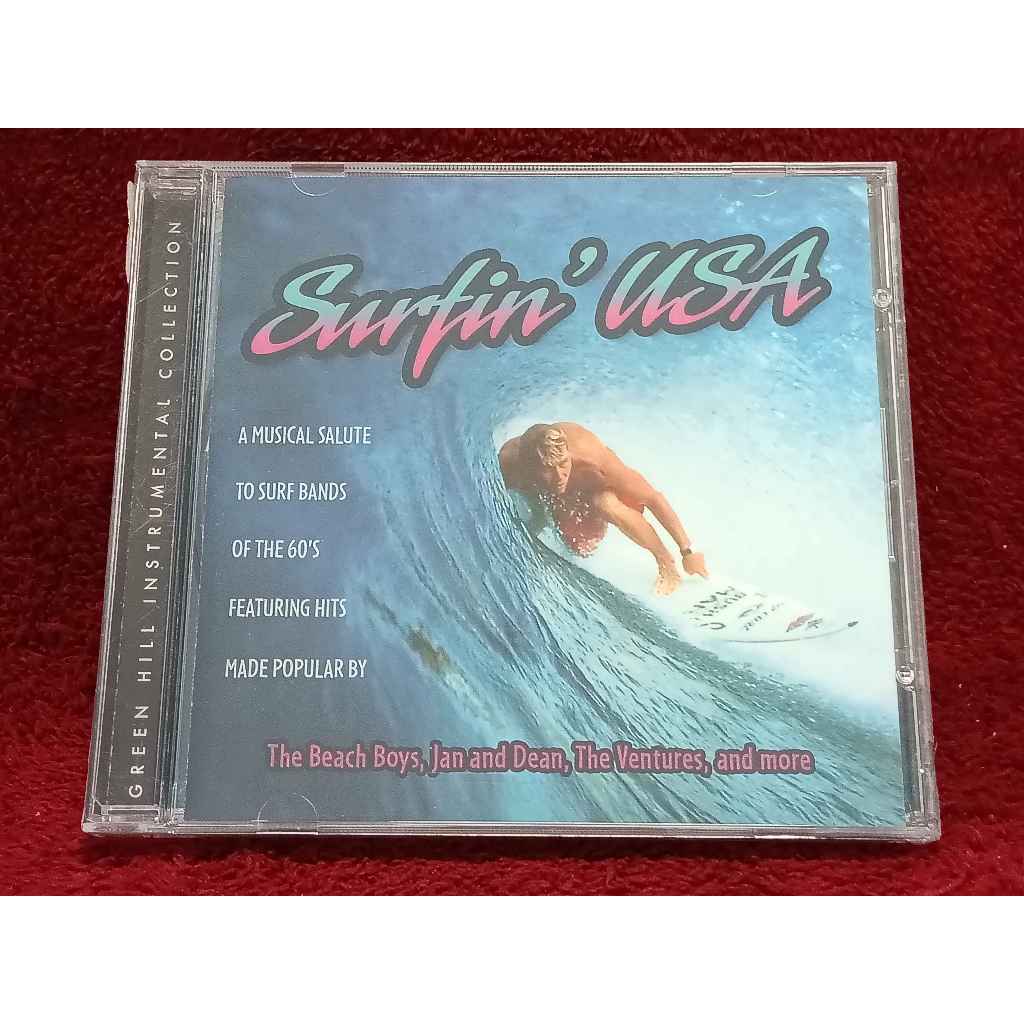 GREEN HILL INSTRUMENTAL COLLECTION
Surfin' USA
A MUSICAL SALUTE
TO SURF BANDS
OF THE 60'S
FEATURING HITS
MADE POPULAR BY
The Beach Boys, Jan and Dean, The Ventures, and more